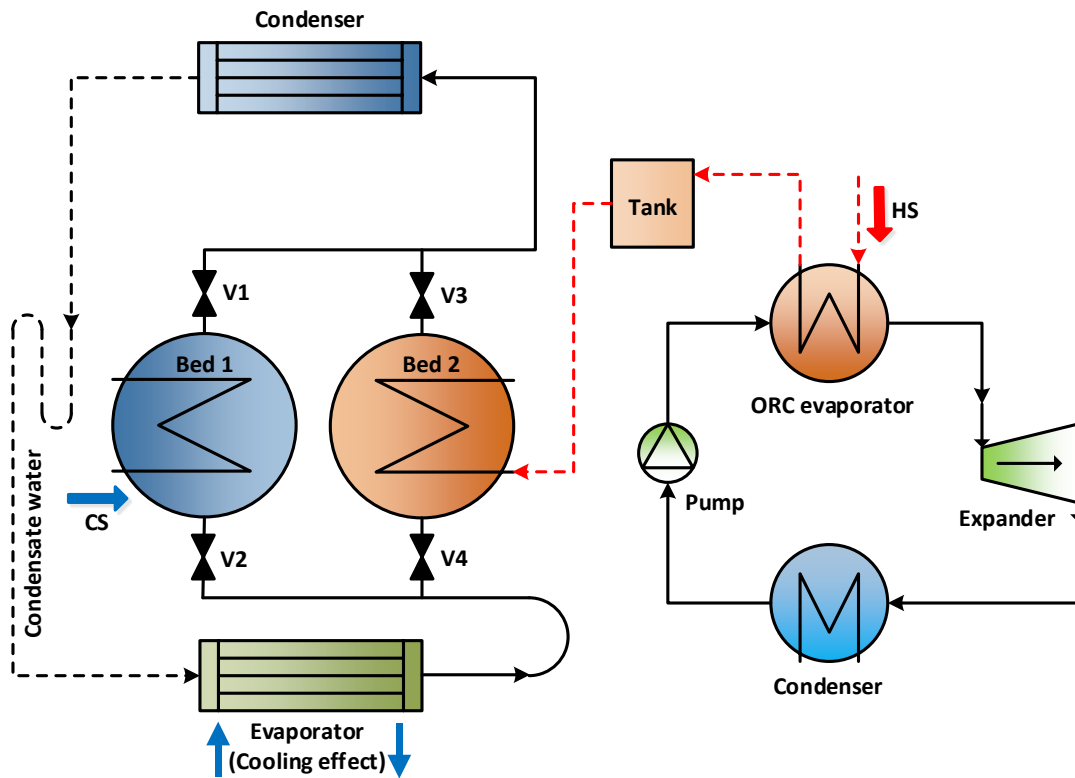 Condenser
Tank
HS
V1
V3
Bed 1
Bed 2
ORC evaporator
Condensate water
CS
Pump
Expander
V2
V4
Condenser
Evaporator
(Cooling effect)